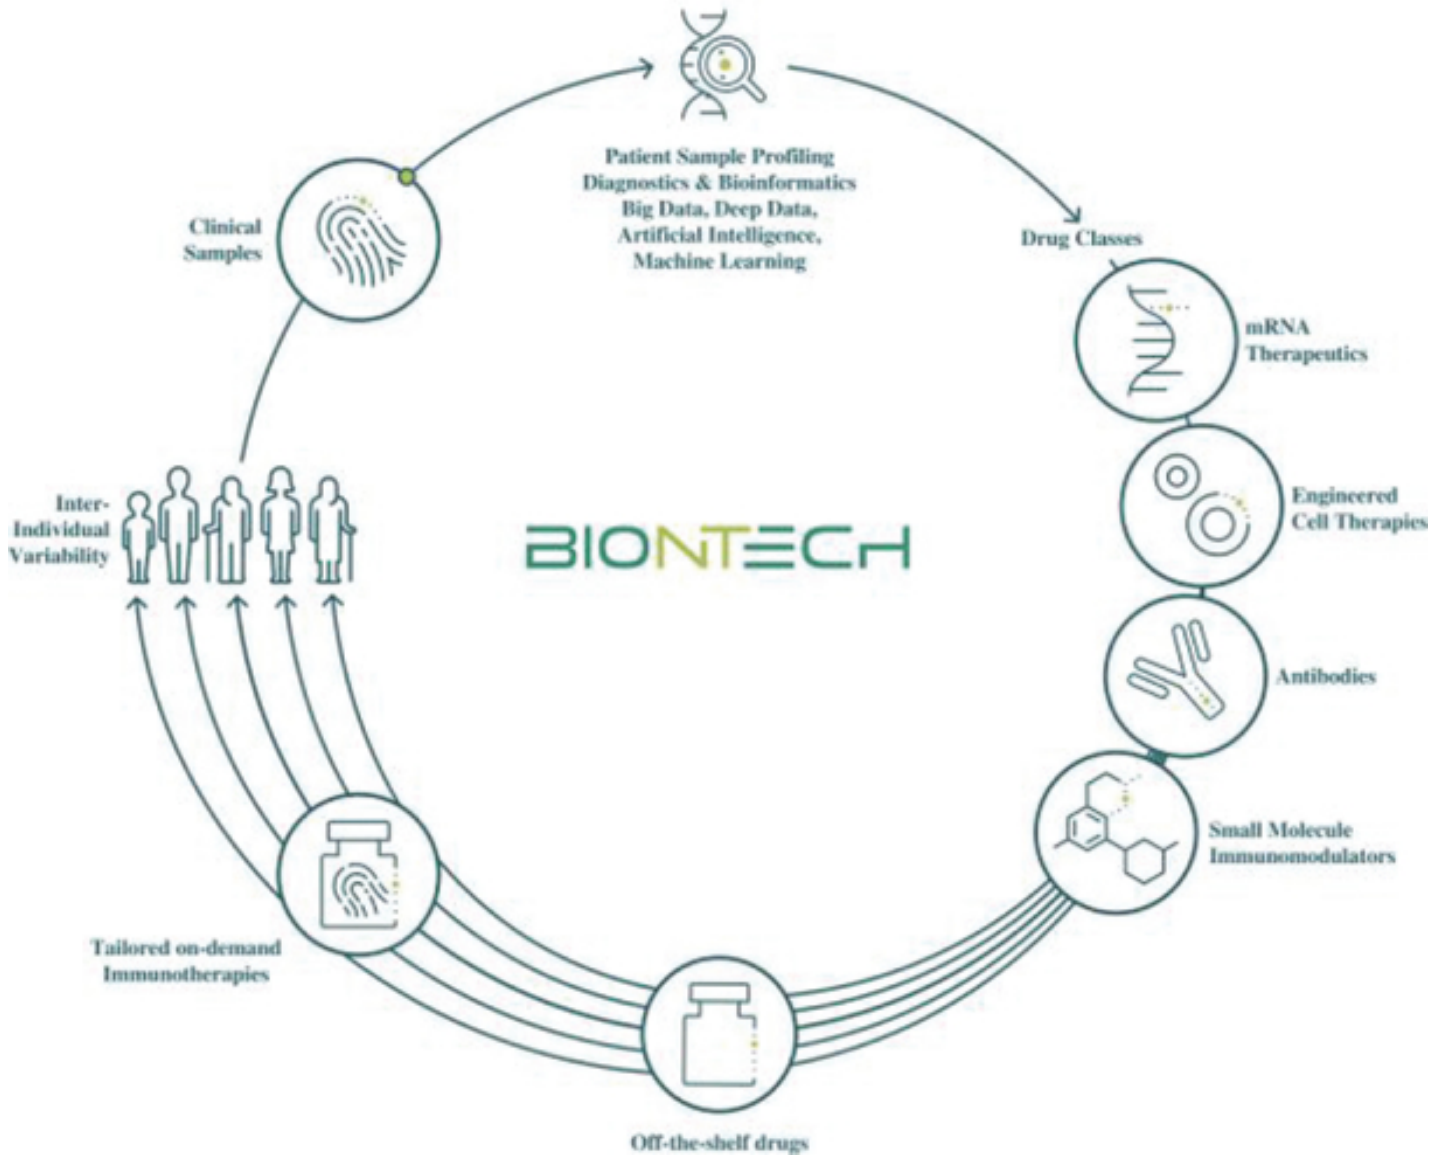 Patient Sample Profiling
Diagnostics & Bioinformatics
Big Data, Deep Data,
Artificial Intelligence,
Machine Learning
Clinical
Samples
Drug Classes
mRNA
Therapeutics
Engineered
Cell Therapies
Antibodies
Small Molecule
Immunomodulators
Off-the-shelf drugs
Tailored on-demand
Immunotherapies
Inter-
Individual
Variability
BIONTECH